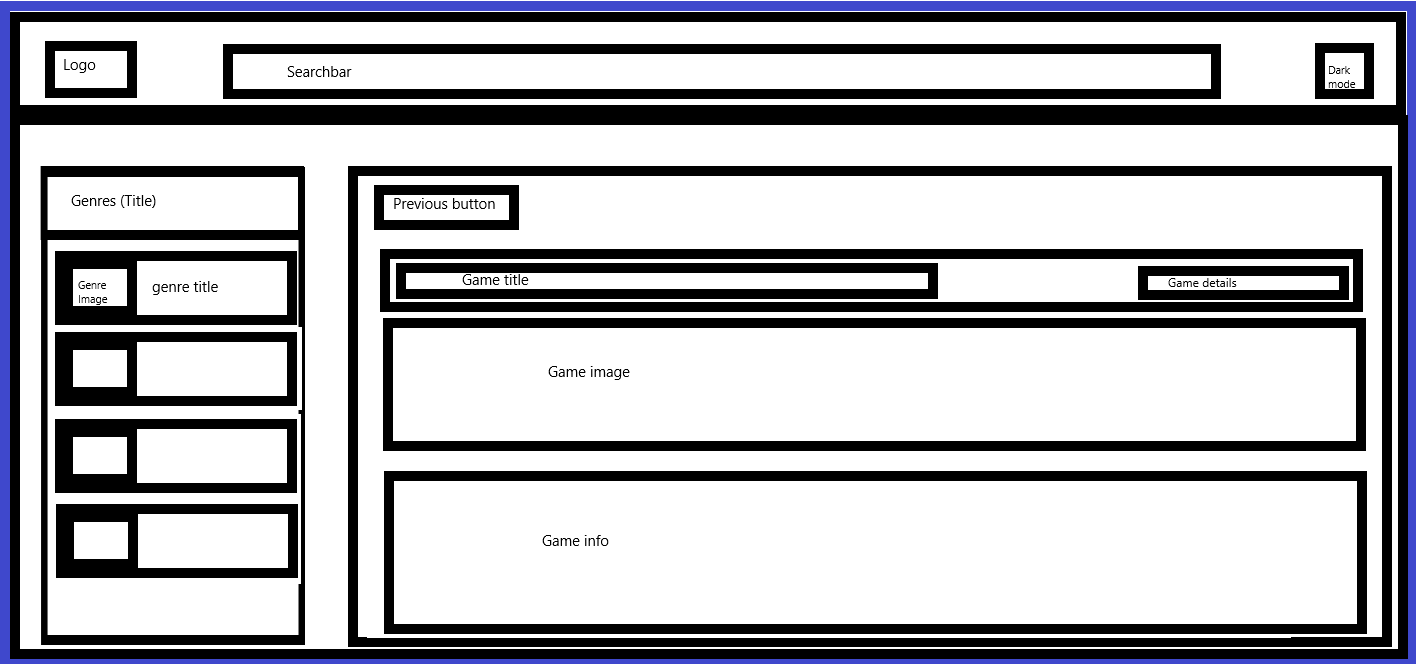 Logo
Searchbar
Dark
mode
Genres (Title)
Genre
Image
genre title
Previous button
Game title
Game details
Game image
Game info